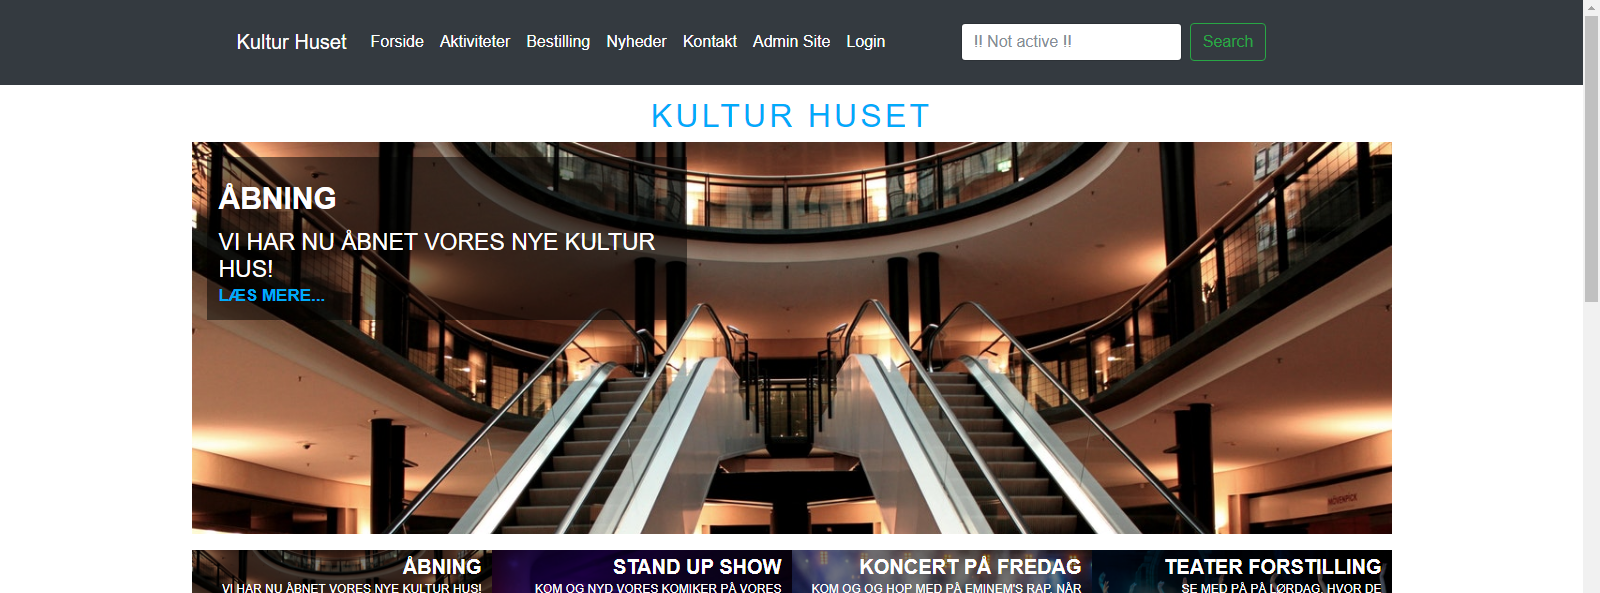 Kultur Huset Forside Aktiviteter Bestilling Nyheder Kontakt Admin Site Login !! Not active !! Search
KULTUR HUSET
ÅBNING
VI HAR NU ÅBNET VORES NYE KULTUR
HUS!
LÆS MERE...
MÖVENPICK
ÅBNING STAND UP SHOW KONCERT PÅ FREDAG TEATER FORSTILLING
VI HAR NU ÅBNET VORES NYE KULTUR HUS! KOM OG NYD VORES KOMIKER PÅ VORES KOM OG OG HOP MED PÅ EMINEM'S RAP, NÅR SE MED PÅ PÅ LØRDAG, HVOR DE